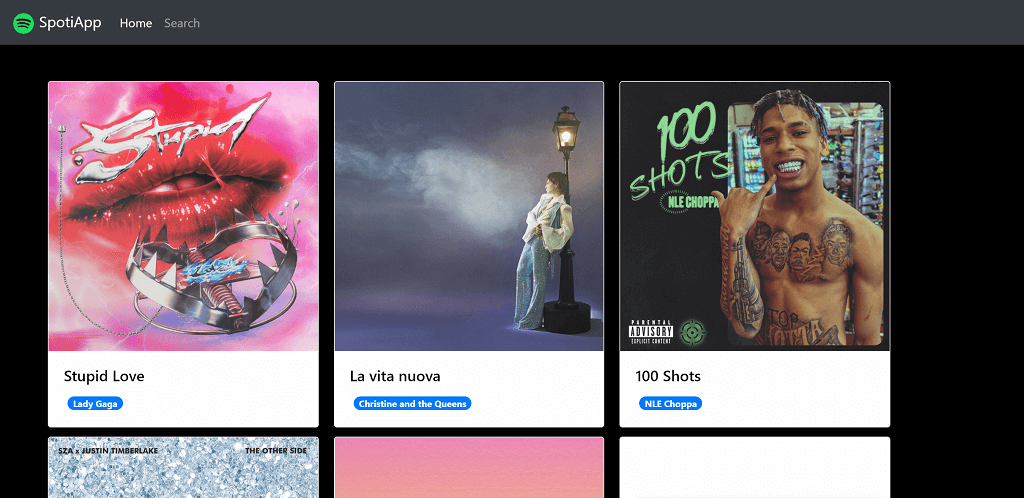 SpotiApp Home Search
Stupid
100
SHOTS
NLE CHOPPA
PARENTAL
ADVISORY
EXPLICIT CONTENT
Stupid Love
Lady Gaga
La vita nuova
Christine and the Queens
100 Shots
NLE Choppa
SZA x JUSTIN TIMBERLAKE THE OTHER SIDE